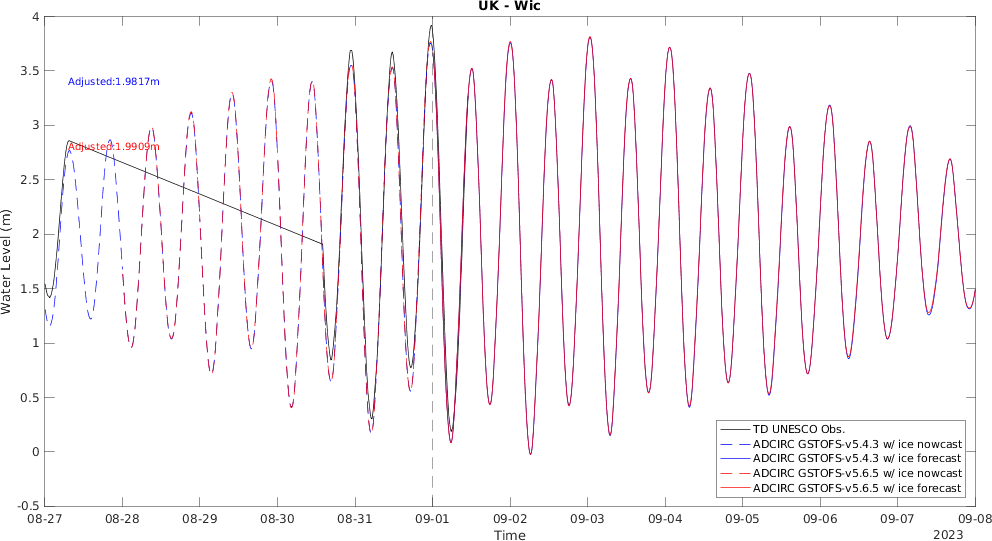 UK - Wic
Water Level (m)
4
3.5
3
2.5
2
1.5
1
0.5
0
-0.5
Adjusted:1.9817m
Adjusted:1.9909m
TD UNESCO Obs.
ADCIRC GSTOFS-v5.4.3 w/ ice nowcast
ADCIRC GSTOFS-v5.4.3 w/ ice forecast
ADCIRC GSTOFS-v5.6.5 w/ ice nowcast
ADCIRC GSTOFS-v5.6.5 w/ ice forecast
08-27 08-28 08-29 08-30 08-31 09-01 09-02 09-03 09-04 09-05 09-06 09-07 09-08
Time
2023